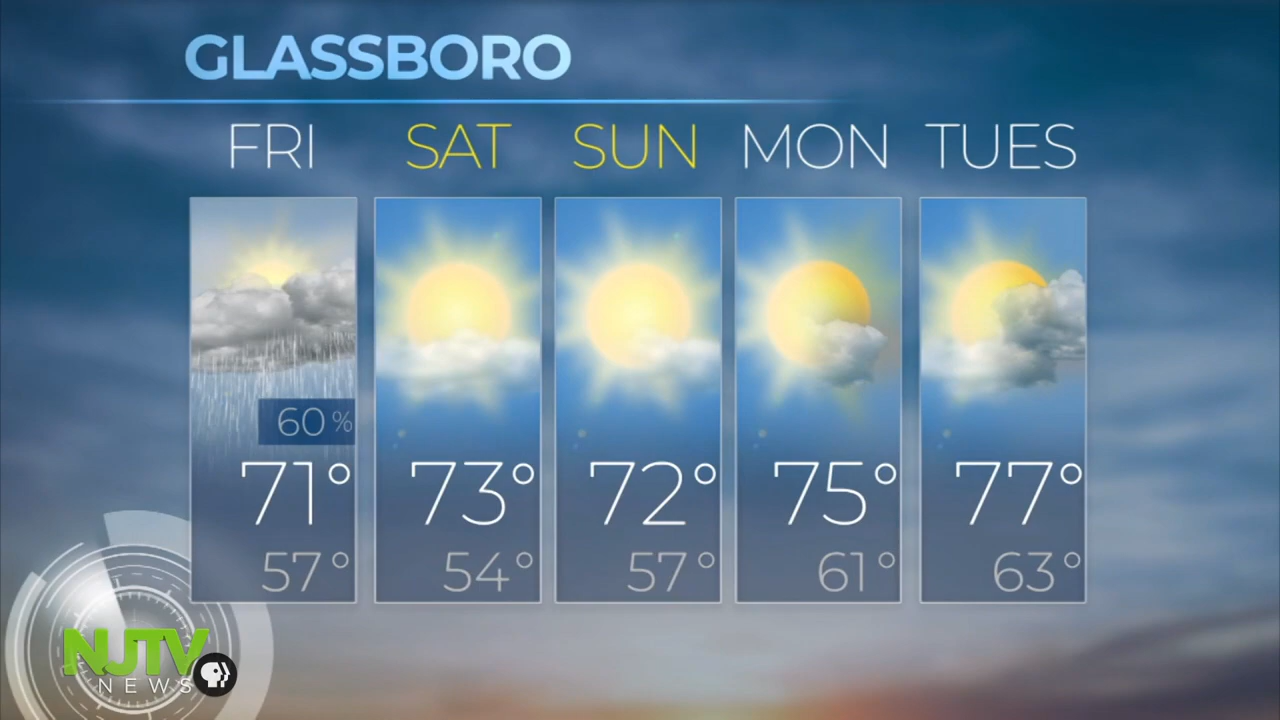 GLASSBORO
FRI SAT SUN MON TUES
60%
71° 73° 72° 75° 77°
57° 54° 57° 61° 63°
NJTV
NEWS